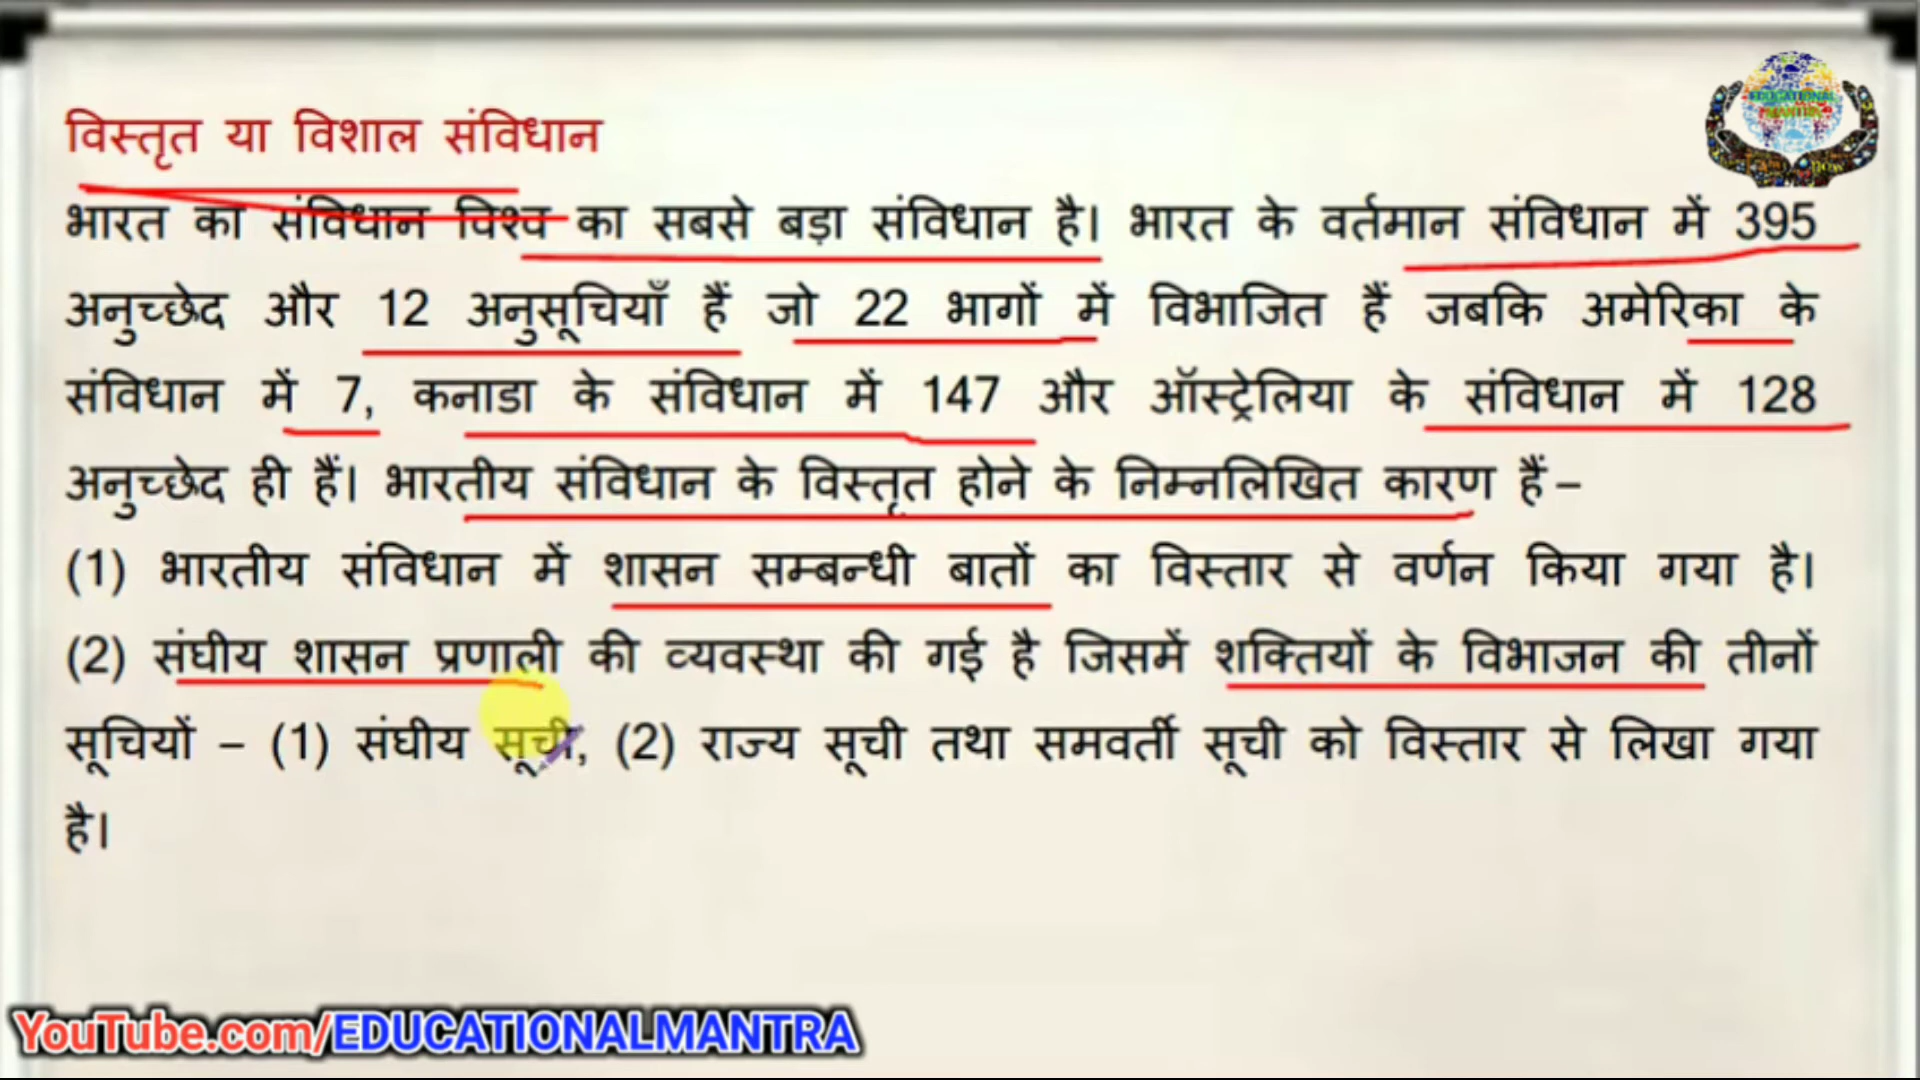 विस्तृत या विशाल संविधान
EDUCATIONAL
MANTRA
भारत का संविधान विश्व का सबसे बड़ा संविधान है। भारत के वर्तमान संविधान में 395
अनुच्छेद और 12 अनुसूचियाँ हैं जो 22 भागों में विभाजित हैं जबकि अमेरिका के
संविधान में 7, कनाडा के संविधान में 147 और ऑस्ट्रेलिया के संविधान में 128
अनुच्छेद ही हैं। भारतीय संविधान के विस्तृत होने के निम्नलिखित कारण हैं –
(1) भारतीय संविधान में शासन सम्बन्धी बातों का विस्तार से वर्णन किया गया है।
(2) संघीय शासन प्रणाली की व्यवस्था की गई है जिसमें शक्तियों के विभाजन की तीनों
सूचियों – (1) संघीय सूची, (2) राज्य सूची तथा समवर्ती सूची को विस्तार से लिखा गया
है।
YouTube.com/EDUCATIONALMANTRA